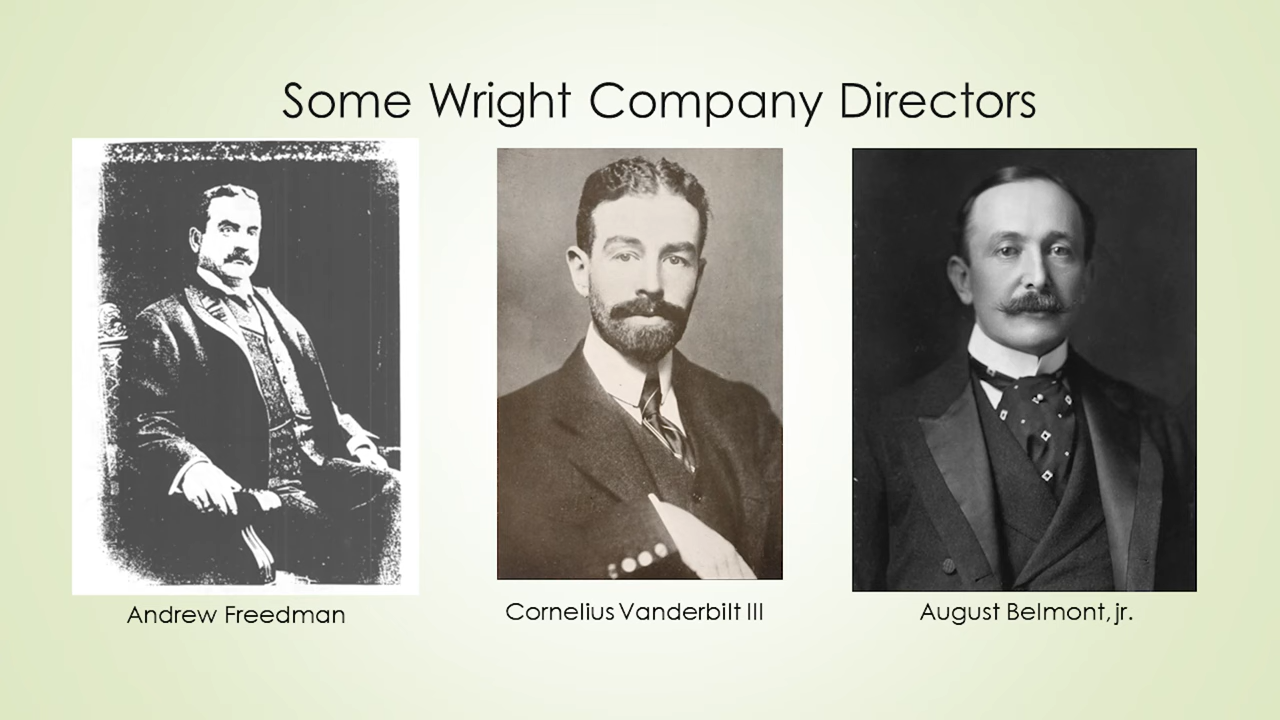 Some Wright Company Directors
Andrew Freedman
Cornelius Vanderbilt III
August Belmont, jr.